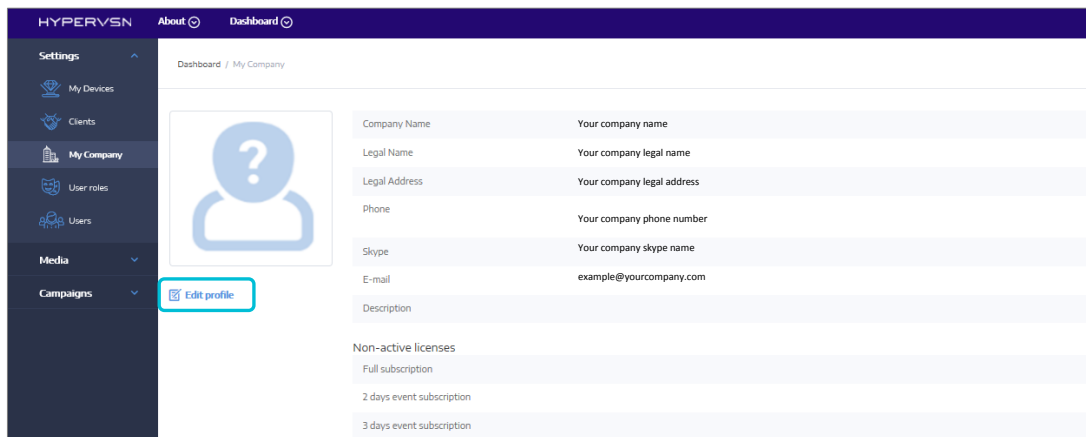 HYPERVSN About Dashboard
Settings
Dashboard / My Company
My Devices
Clients
My Company
User roles
Users
Media
Campaigns
?
Edit profile
Company Name Your company name
Legal Name Your company legal name
Legal Address Your company legal address
Phone Your company phone number
Skype Your company skype name
E-mail example@yourcompany.com
Description
Non-active licenses
Full subscription
2 days event subscription
3 days event subscription